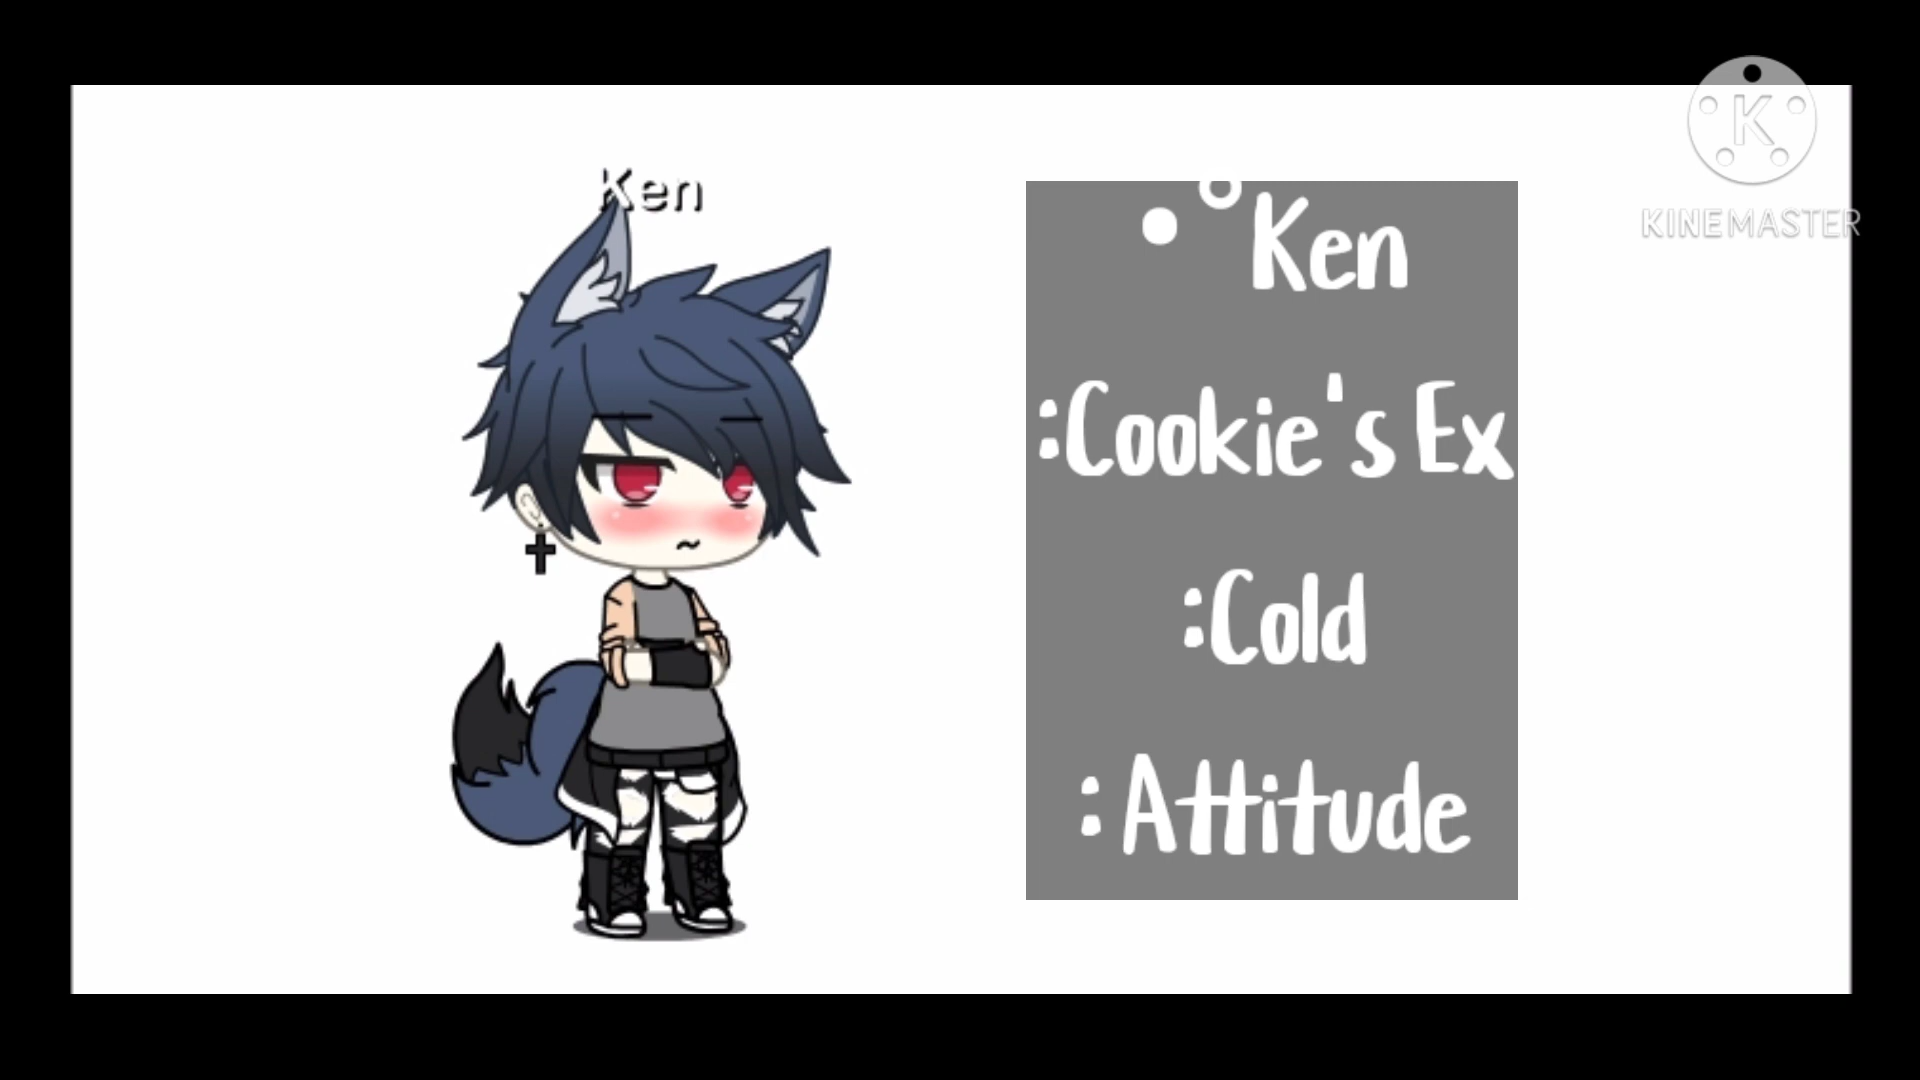 Ken
Ken
:Cookie's Ex
:Cold
: Attitude
K
KINEMASTER